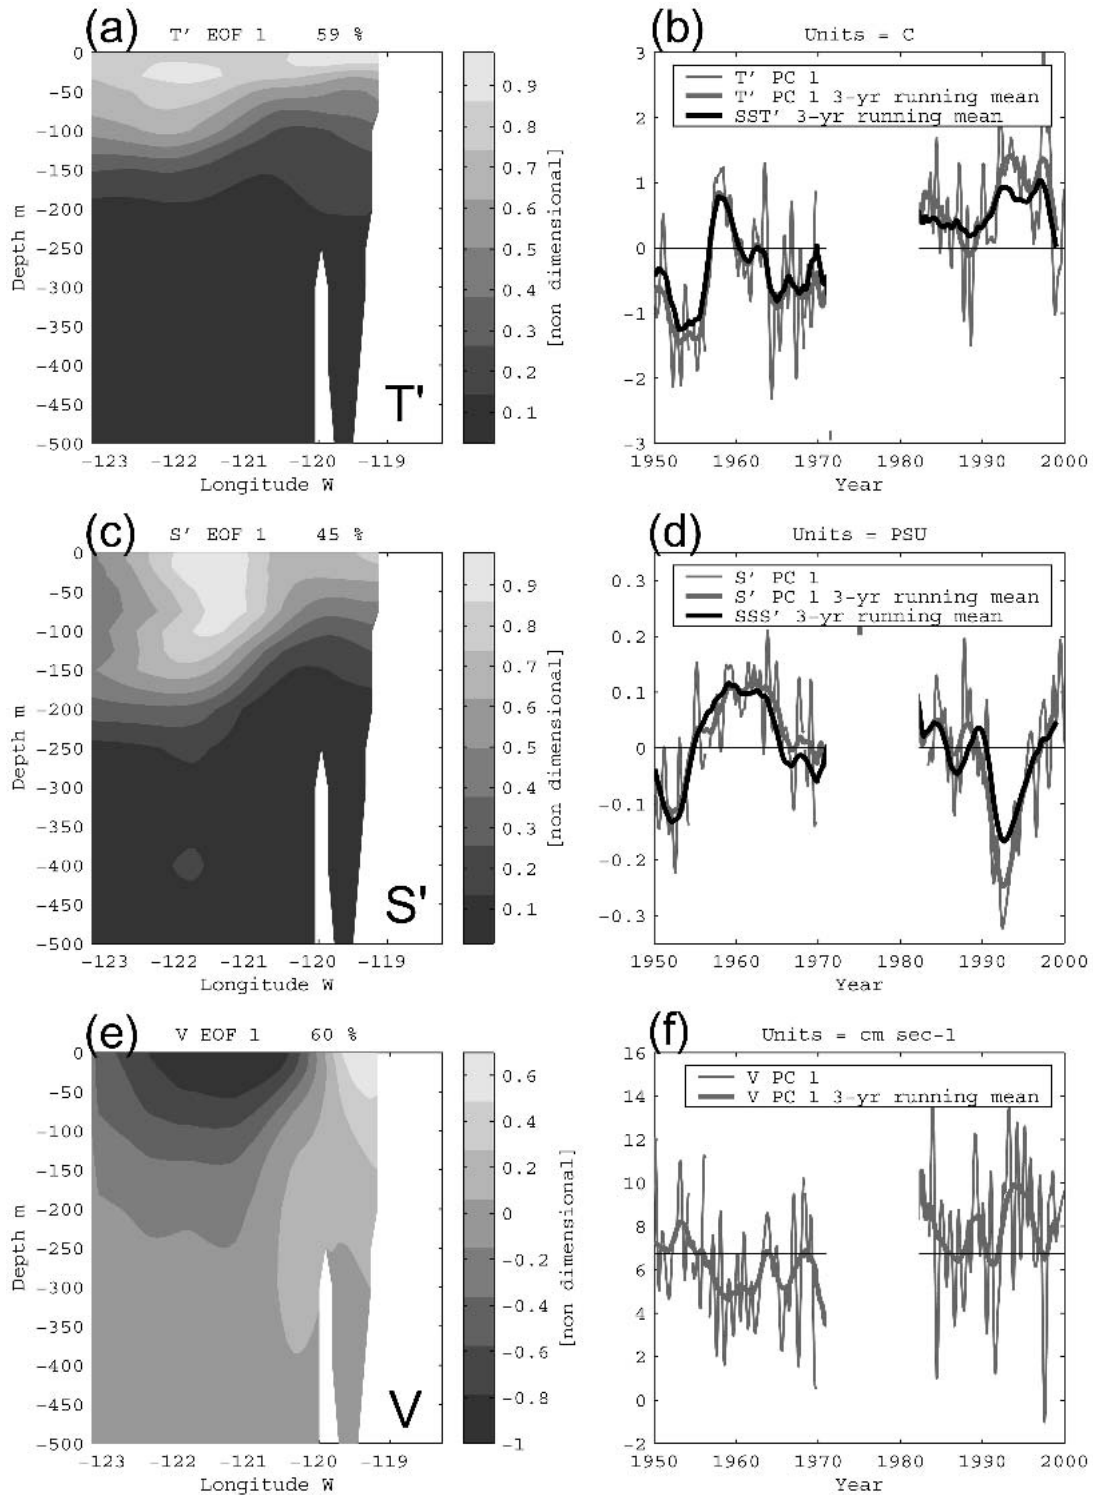 (a) T' EOF 1 59 %
0
-50
-100
-150
-200
-250
-300
-350
-400
-450
-500
Depth m
-123 -122 -121 -120 -119
Longitude W
T'
0.9
0.8
0.7
0.6
0.5
0.4
0.3
0.2
0.1
[non dimensional]
(b) Units = C
T' PC 1
T' PC 1 3-yr running mean
SST' 3-yr running mean
3
2
1
0
-1
-2
-3
1950 1960 1970 1980 1990 2000
Year
(c) S' EOF 1 45 %
0
-50
-100
-150
-200
-250
-300
-350
-400
-450
-500
Depth m
-123 -122 -121 -120 -119
Longitude W
S'
0.9
0.8
0.7
0.6
0.5
0.4
0.3
0.2
0.1
[non dimensional]
(d) Units = PSU
S' PC 1
S' PC 1 3-yr running mean
SSS' 3-yr running mean
0.3
0.2
0.1
0
-0.1
-0.2
-0.3
1950 1960 1970 1980 1990 2000
Year
(e) V EOF 1 60 %
0
-50
-100
-150
-200
-250
-300
-350
-400
-450
-500
Depth m
-123 -122 -121 -120 -119
Longitude W
V
0.6
0.4
0.2
0
-0.2
-0.4
-0.6
-0.8
-1
[non dimensional]
(f) Units = cm sec-1
V PC 1
V PC 1 3-yr running mean
16
14
12
10
8
6
4
2
0
-2
1950 1960 1970 1980 1990 2000
Year